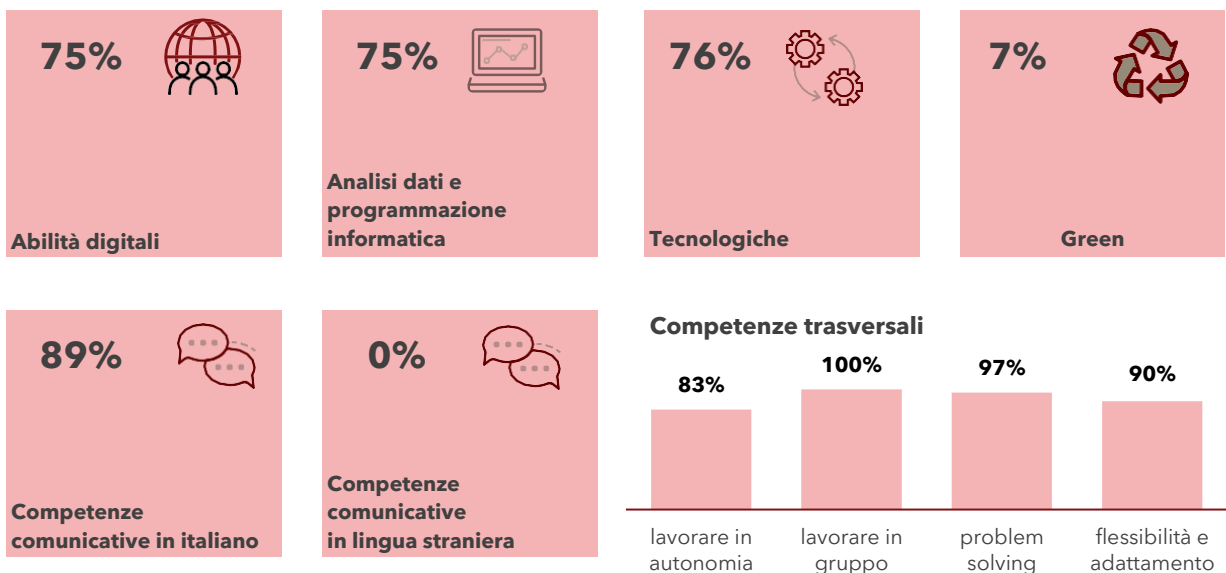 75%
Abilità digitali
75%
Analisi dati e
programmazione
informatica
76%
Tecnologiche
7%
Green
89%
Competenze
comunicative in italiano
0%
Competenze
comunicative
in lingua straniera
Competenze trasversali
83%
100%
97%
90%
lavorare in
autonomia
lavorare in
gruppo
problem
solving
flessibilità e
adattamento